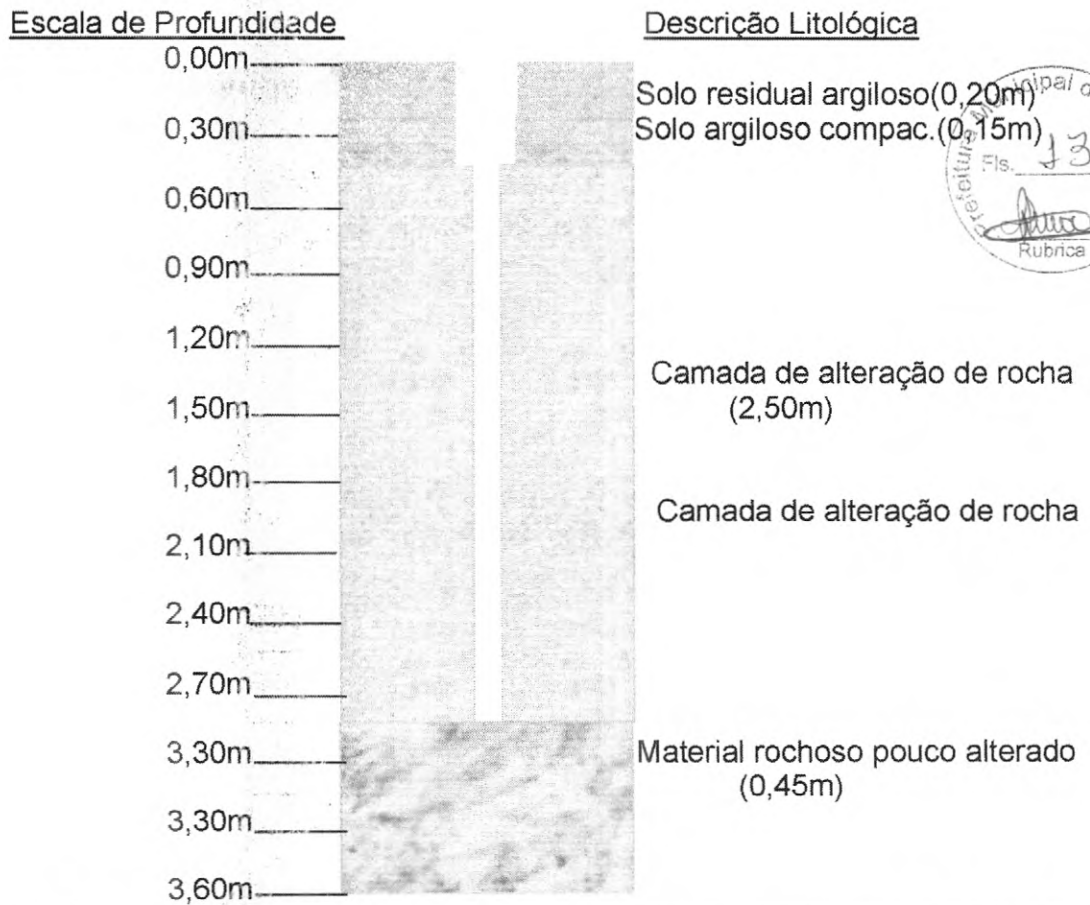 Escala de Profundidade
Descrição Litológica
0,00m
Solo residual argiloso(0,20m)
0,30m
Solo argiloso compac.(0,15m)
Prefeitura Municipal d
Fls. 13
Rubrica
0,60m
0,90m
1,20m
Camada de alteração de rocha
(2,50m)
1,50m
1,80m
Camada de alteração de rocha
2,10m
2,40m
2,70m
3,30m
Material rochoso pouco alterado
(0,45m)
3,30m
3,60m